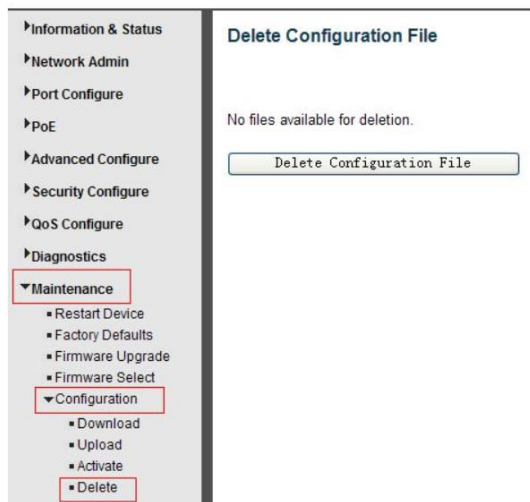 Information & Status
Network Admin
Port Configure
PoE
Advanced Configure
Security Configure
QoS Configure
Diagnostics
Maintenance
Restart Device
Factory Defaults
Firmware Upgrade
Firmware Select
Configuration
Download
Upload
Activate
Delete
Delete Configuration File
No files available for deletion.
Delete Configuration File